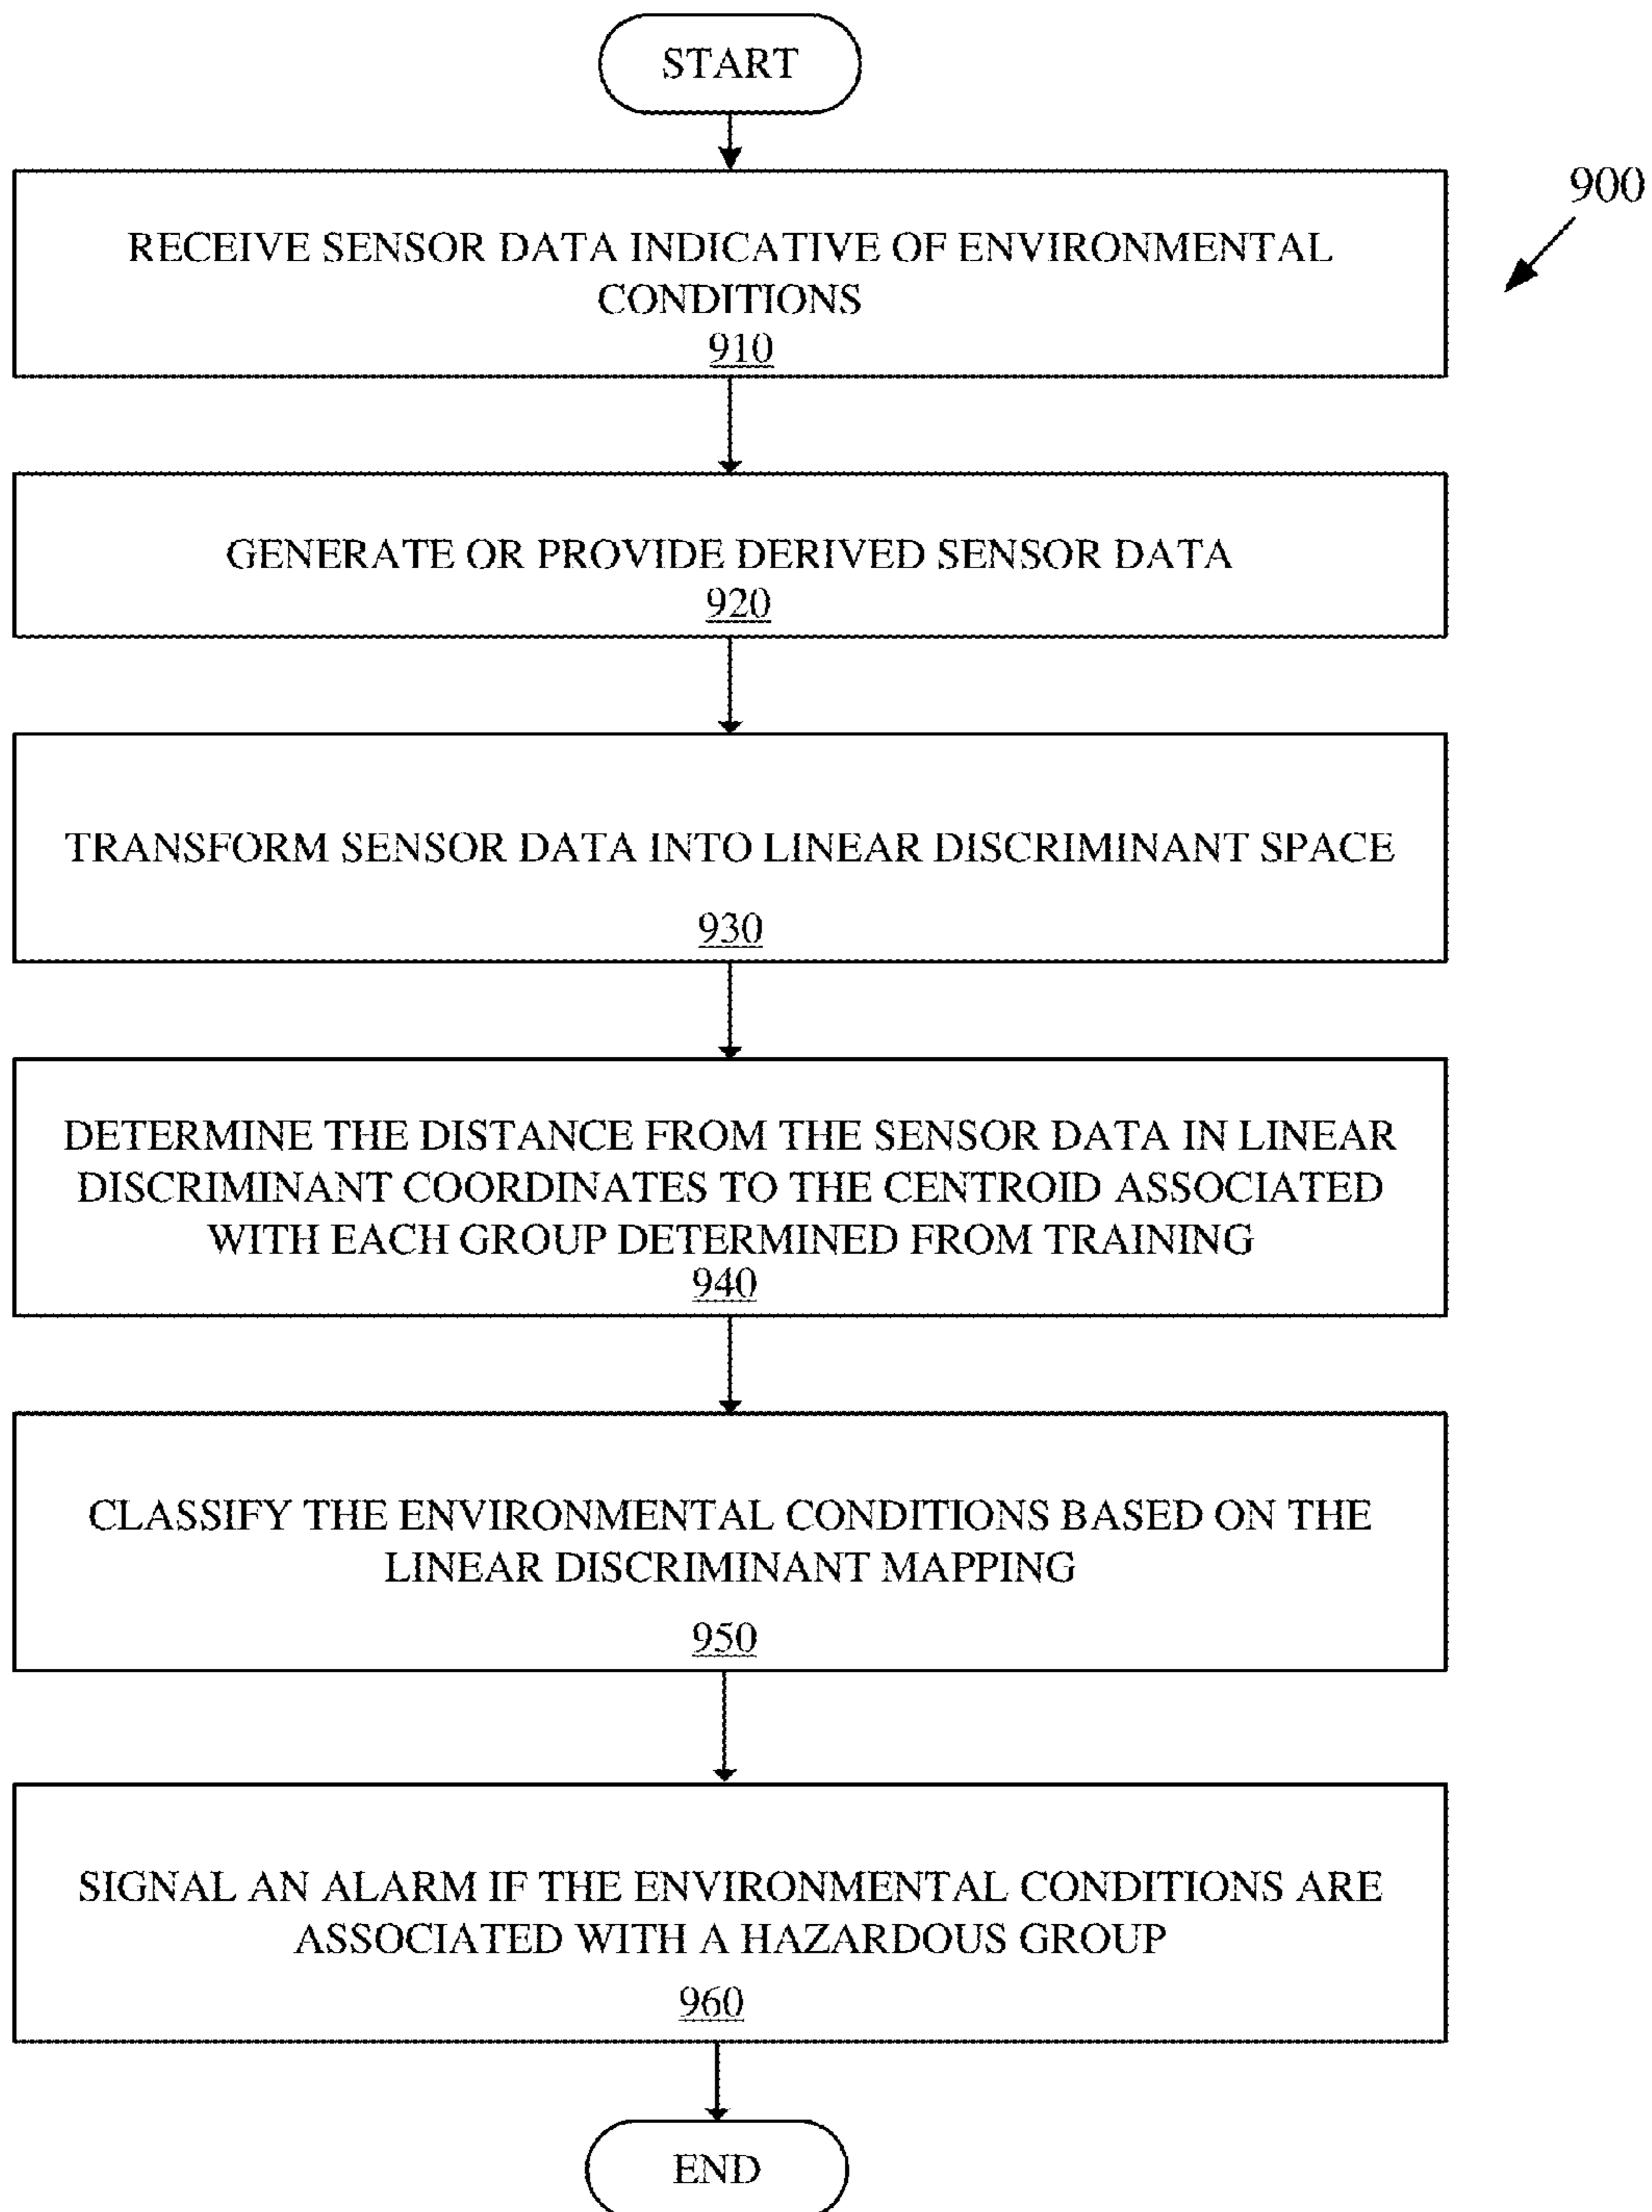 START
900
RECEIVE SENSOR DATA INDICATIVE OF ENVIRONMENTAL
CONDITIONS
910
GENERATE OR PROVIDE DERIVED SENSOR DATA
920
TRANSFORM SENSOR DATA INTO LINEAR DISCRIMINANT SPACE
930
DETERMINE THE DISTANCE FROM THE SENSOR DATA IN LINEAR
DISCRIMINANT COORDINATES TO THE CENTROID ASSOCIATED
WITH EACH GROUP DETERMINED FROM TRAINING
940
CLASSIFY THE ENVIRONMENTAL CONDITIONS BASED ON THE
LINEAR DISCRIMINANT MAPPING
950
SIGNAL AN ALARM IF THE ENVIRONMENTAL CONDITIONS ARE
ASSOCIATED WITH A HAZARDOUS GROUP
960
END